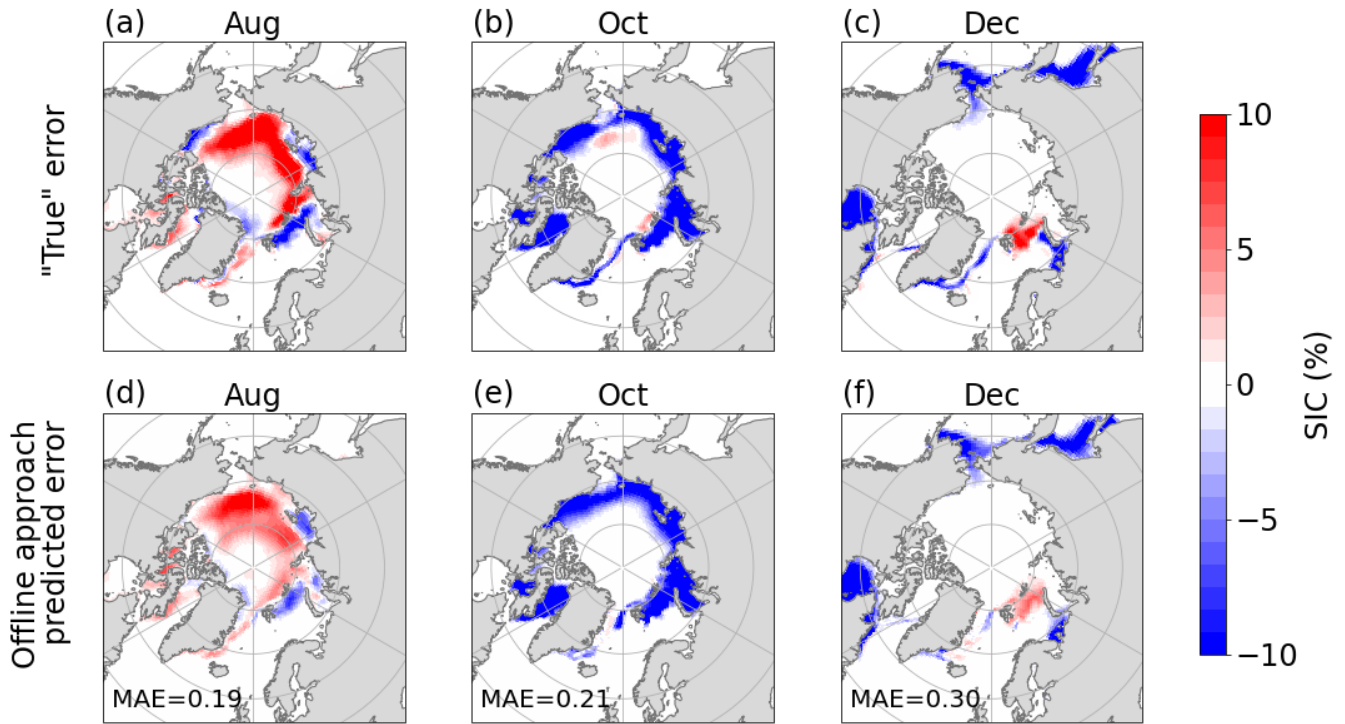 (a) Aug
(b) Oct
(c) Dec
"True" error
(d) Aug
(e) Oct
(f) Dec
Offline approach
predicted error
MAE=0.19
MAE=0.21
MAE=0.30
10
5
0
−5
−10
SIC (%)